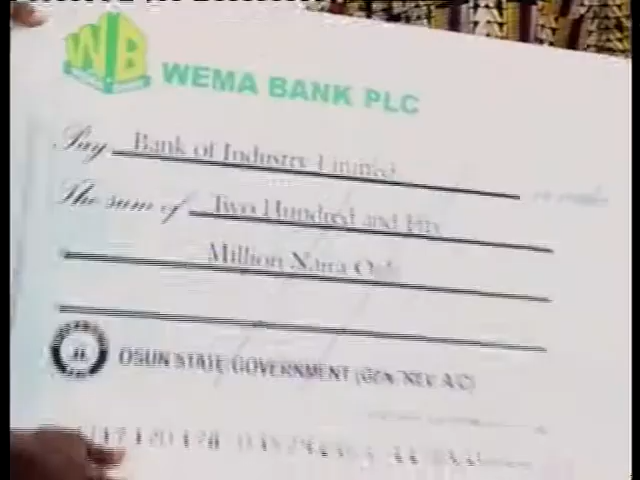 WB
WEMA BANK PLC
Pay Bank of Industry Limited
The sum of Two Hundred and Fifty
Million Naira Only
OSUN STATE GOVERNMENT (GEN REV A/C)